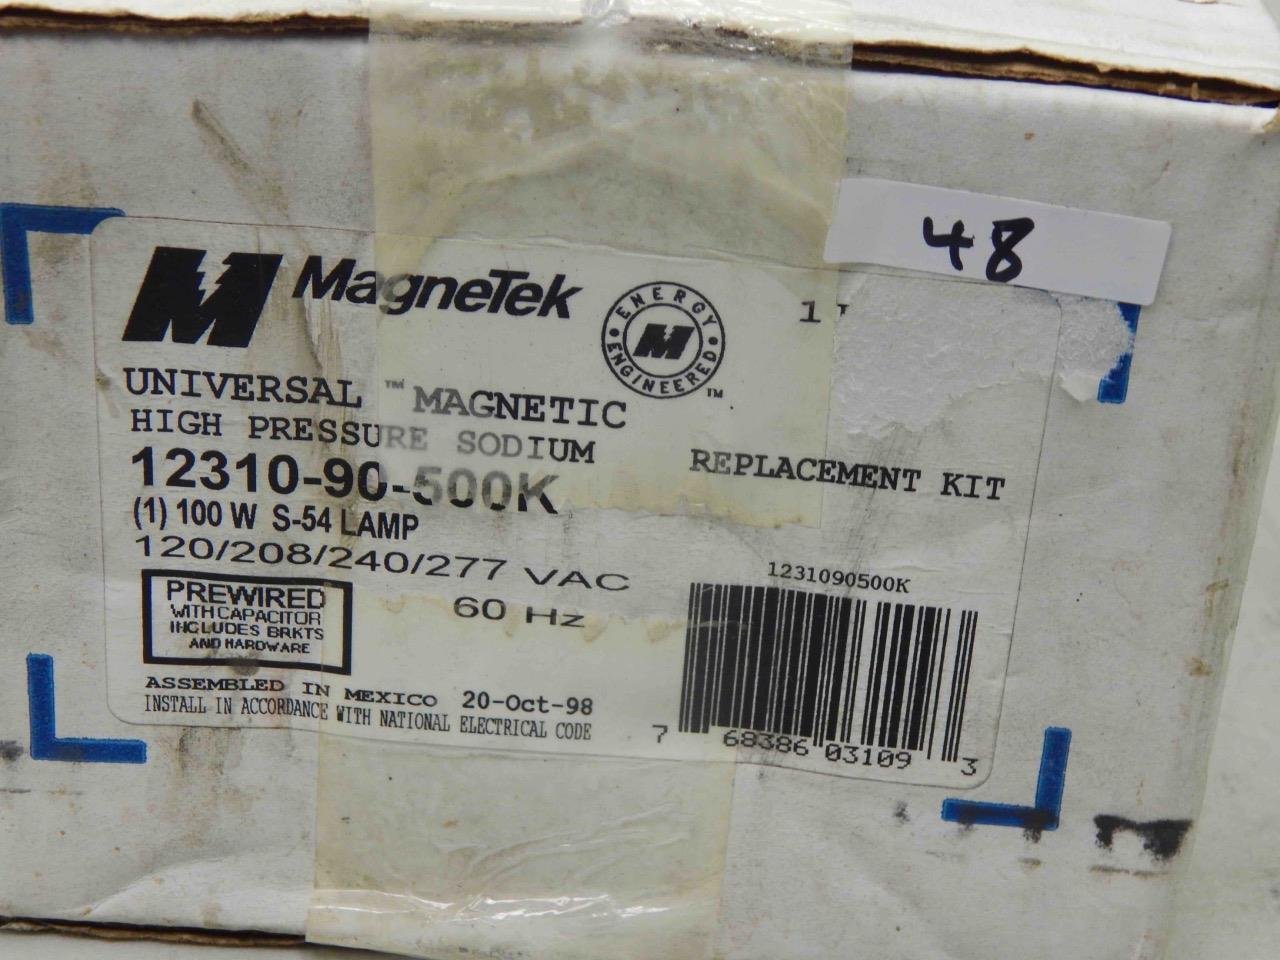 48
M MagneTek
ENERGY ENGINEERED M ™
1
UNIVERSAL ™ MAGNETIC
HIGH PRESSURE SODIUM
REPLACEMENT KIT
12310-90-500K
(1) 100 W S-54 LAMP
120/208/240/277 VAC
60 Hz
PREWIRED
WITH CAPACITOR
INCLUDES BRKTS
AND HARDWARE
ASSEMBLED IN MEXICO 20-Oct-98
INSTALL IN ACCORDANCE WITH NATIONAL ELECTRICAL CODE
1231090500K
7 68386 03109 3